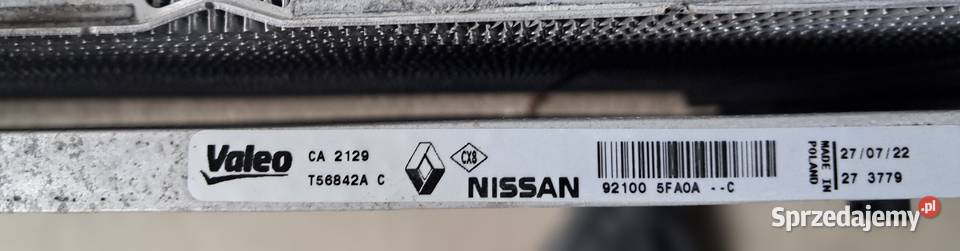 Valeo
CA 2129
T56842A C
CX8
NISSAN
92100 5FA0A --C
MADE IN
POLAND
27/07/22
27 3779
Sprzedajemy.pl